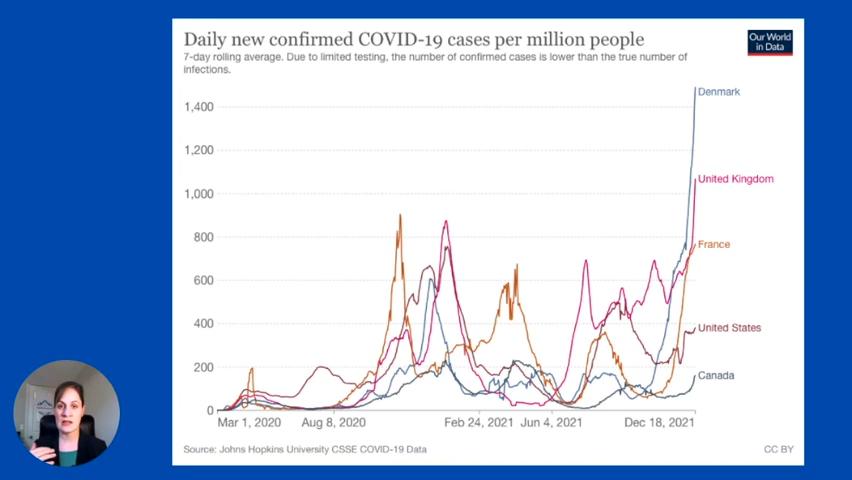 Daily new confirmed COVID-19 cases per million people
7-day rolling average. Due to limited testing, the number of confirmed cases is lower than the true number of
infections.
Our World
in Data
1,400
1,200
1,000
800
600
400
200
0
Denmark
United Kingdom
France
United States
Canada
Mar 1, 2020
Aug 8, 2020
Feb 24, 2021
Jun 4, 2021
Dec 18, 2021
Source: Johns Hopkins University CSSE COVID-19 Data
CC BY